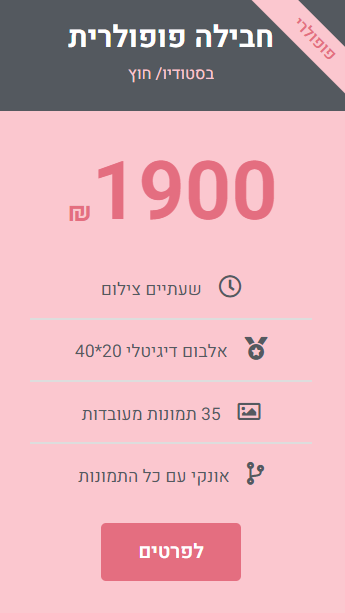 פופולרי
חבילה פופולרית
בסטודיו/ חוץ
1900 ₪
שעתיים צילום
אלבום דיגיטלי 20*40
35 תמונות מעובדות
אונקי עם כל התמונות
לפרטים